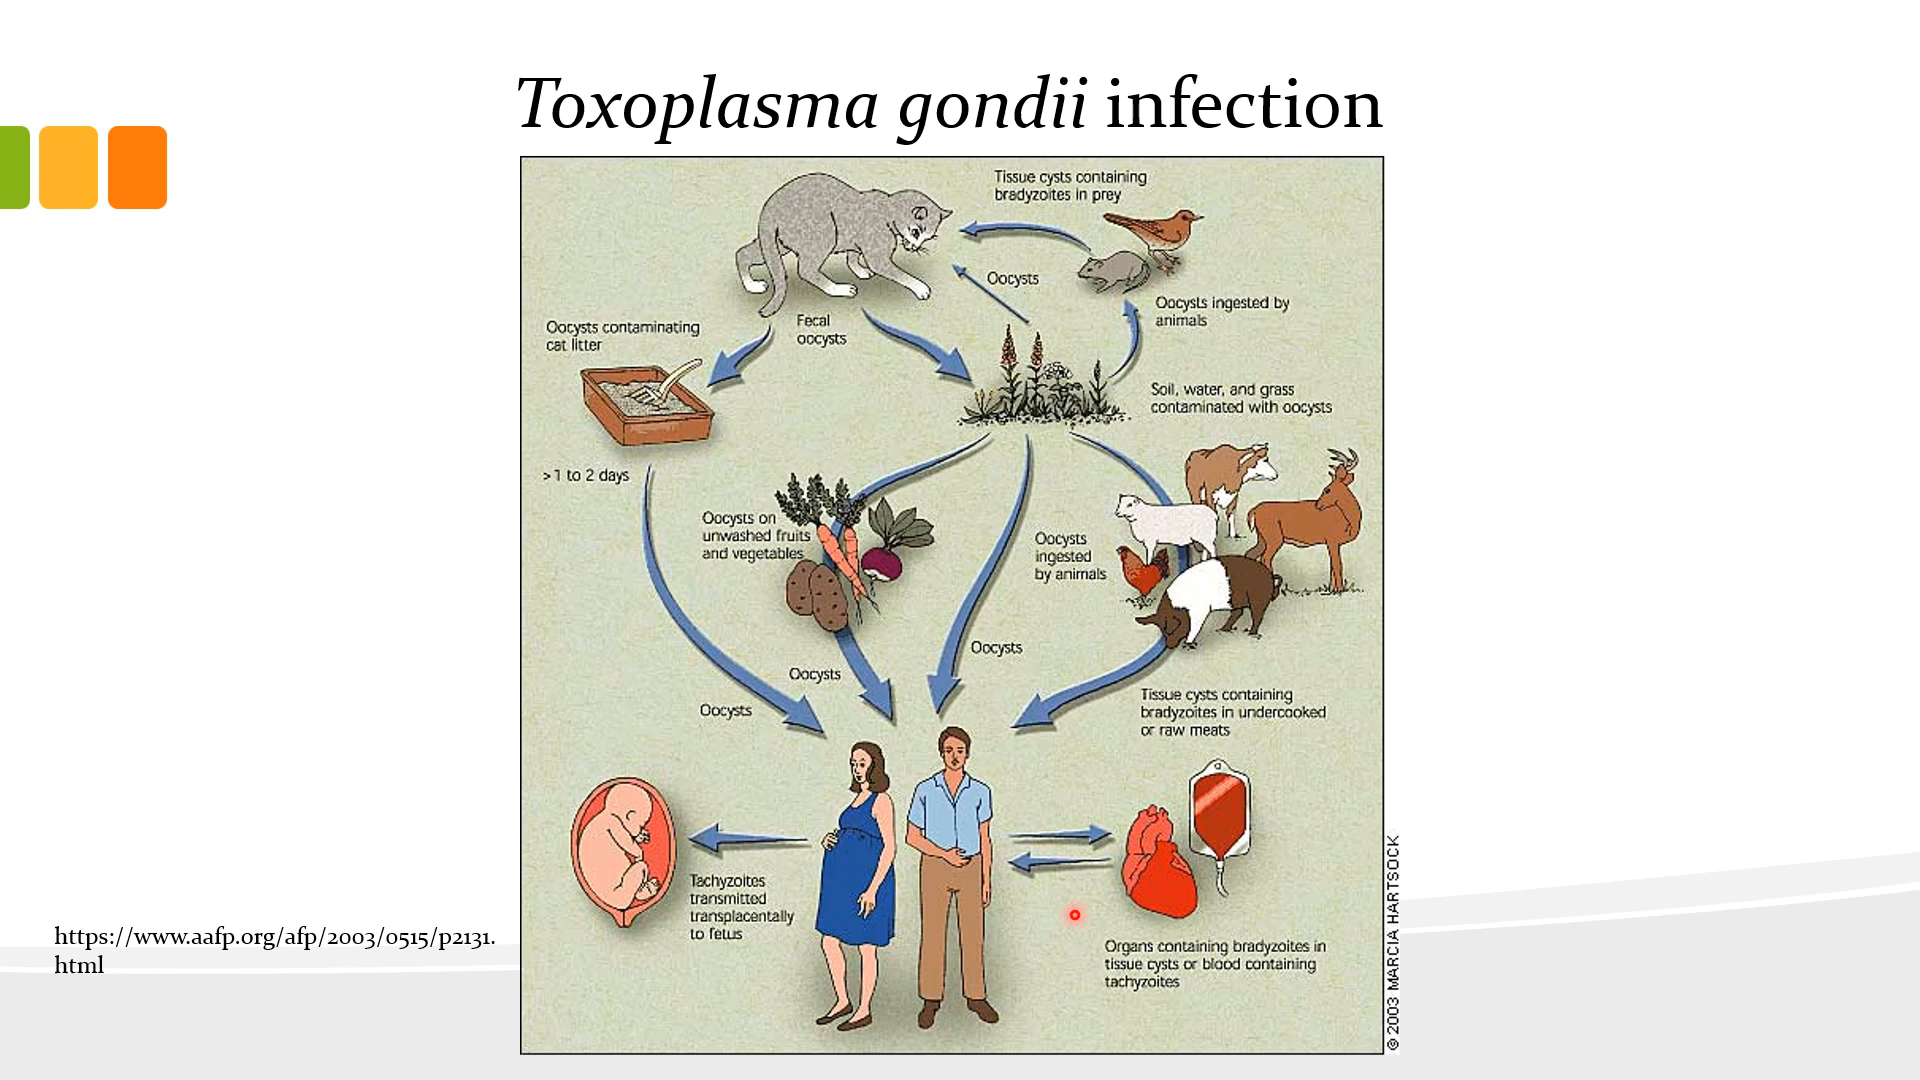 Toxoplasma gondii infection
Tissue cysts containing
bradyzoites in prey
Oocysts
Oocysts ingested by
animals
Fecal
oocysts
Oocysts contaminating
cat litter
Soil, water, and grass
contaminated with oocysts
>1 to 2 days
Oocysts on
unwashed fruits
and vegetables
Oocysts
ingested
by animals
Oocysts
Oocysts
Oocysts
Tissue cysts containing
bradyzoites in undercooked
or raw meats
Tachyzoites
transmitted
transplacentally
to fetus
Organs containing bradyzoites in
tissue cysts or blood containing
tachyzoites
© 2003 MARCIA HARTSOCK
https://www.aafp.org/afp/2003/0515/p2131.
html